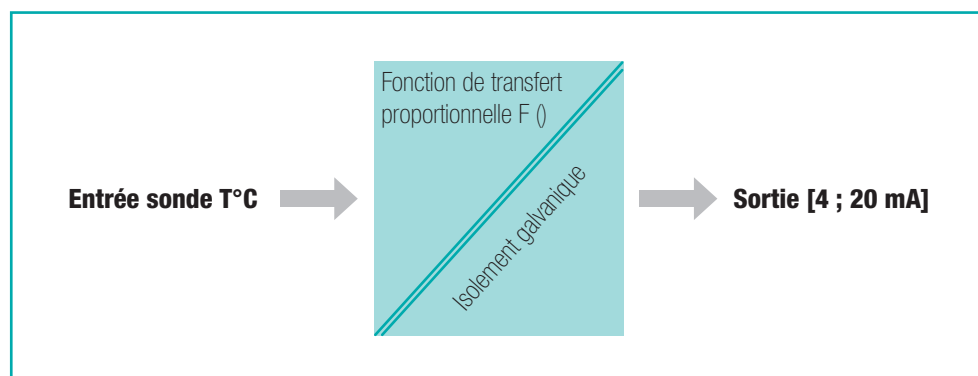 Fonction de transfert
proportionnelle F ()
Entrée sonde T°C
Isolement galvanique
Sortie [4 ; 20 mA]